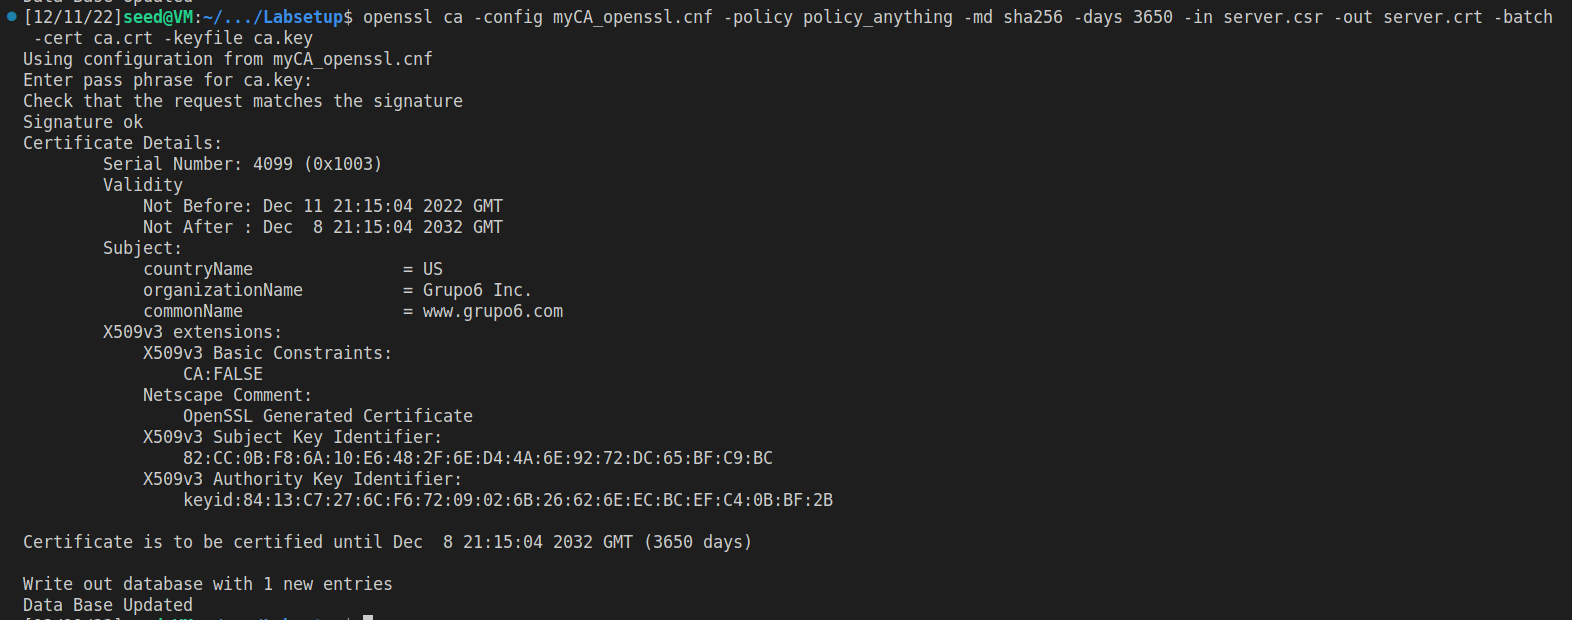 [12/11/22]seed@VM:~/.../Labsetup$ openssl ca -config myCA_openssl.cnf -policy policy_anything -md sha256 -days 3650 -in server.csr -out server.crt -batch
 -cert ca.crt -keyfile ca.key
Using configuration from myCA_openssl.cnf
Enter pass phrase for ca.key:
Check that the request matches the signature
Signature ok
Certificate Details:
        Serial Number: 4099 (0x1003)
        Validity
            Not Before: Dec 11 21:15:04 2022 GMT
            Not After : Dec  8 21:15:04 2032 GMT
        Subject:
            countryName               = US
            organizationName          = Grupo6 Inc.
            commonName                = www.grupo6.com
        X509v3 extensions:
            X509v3 Basic Constraints:
                CA:FALSE
            Netscape Comment:
                OpenSSL Generated Certificate
            X509v3 Subject Key Identifier:
                82:CC:0B:F8:6A:10:E6:48:2F:6E:D4:4A:6E:92:72:DC:65:BF:C9:BC
            X509v3 Authority Key Identifier:
                keyid:84:13:C7:27:6C:F6:72:09:02:6B:26:62:6E:EC:BC:EF:C4:0B:BF:2B
Certificate is to be certified until Dec  8 21:15:04 2032 GMT (3650 days)
Write out database with 1 new entries
Data Base Updated